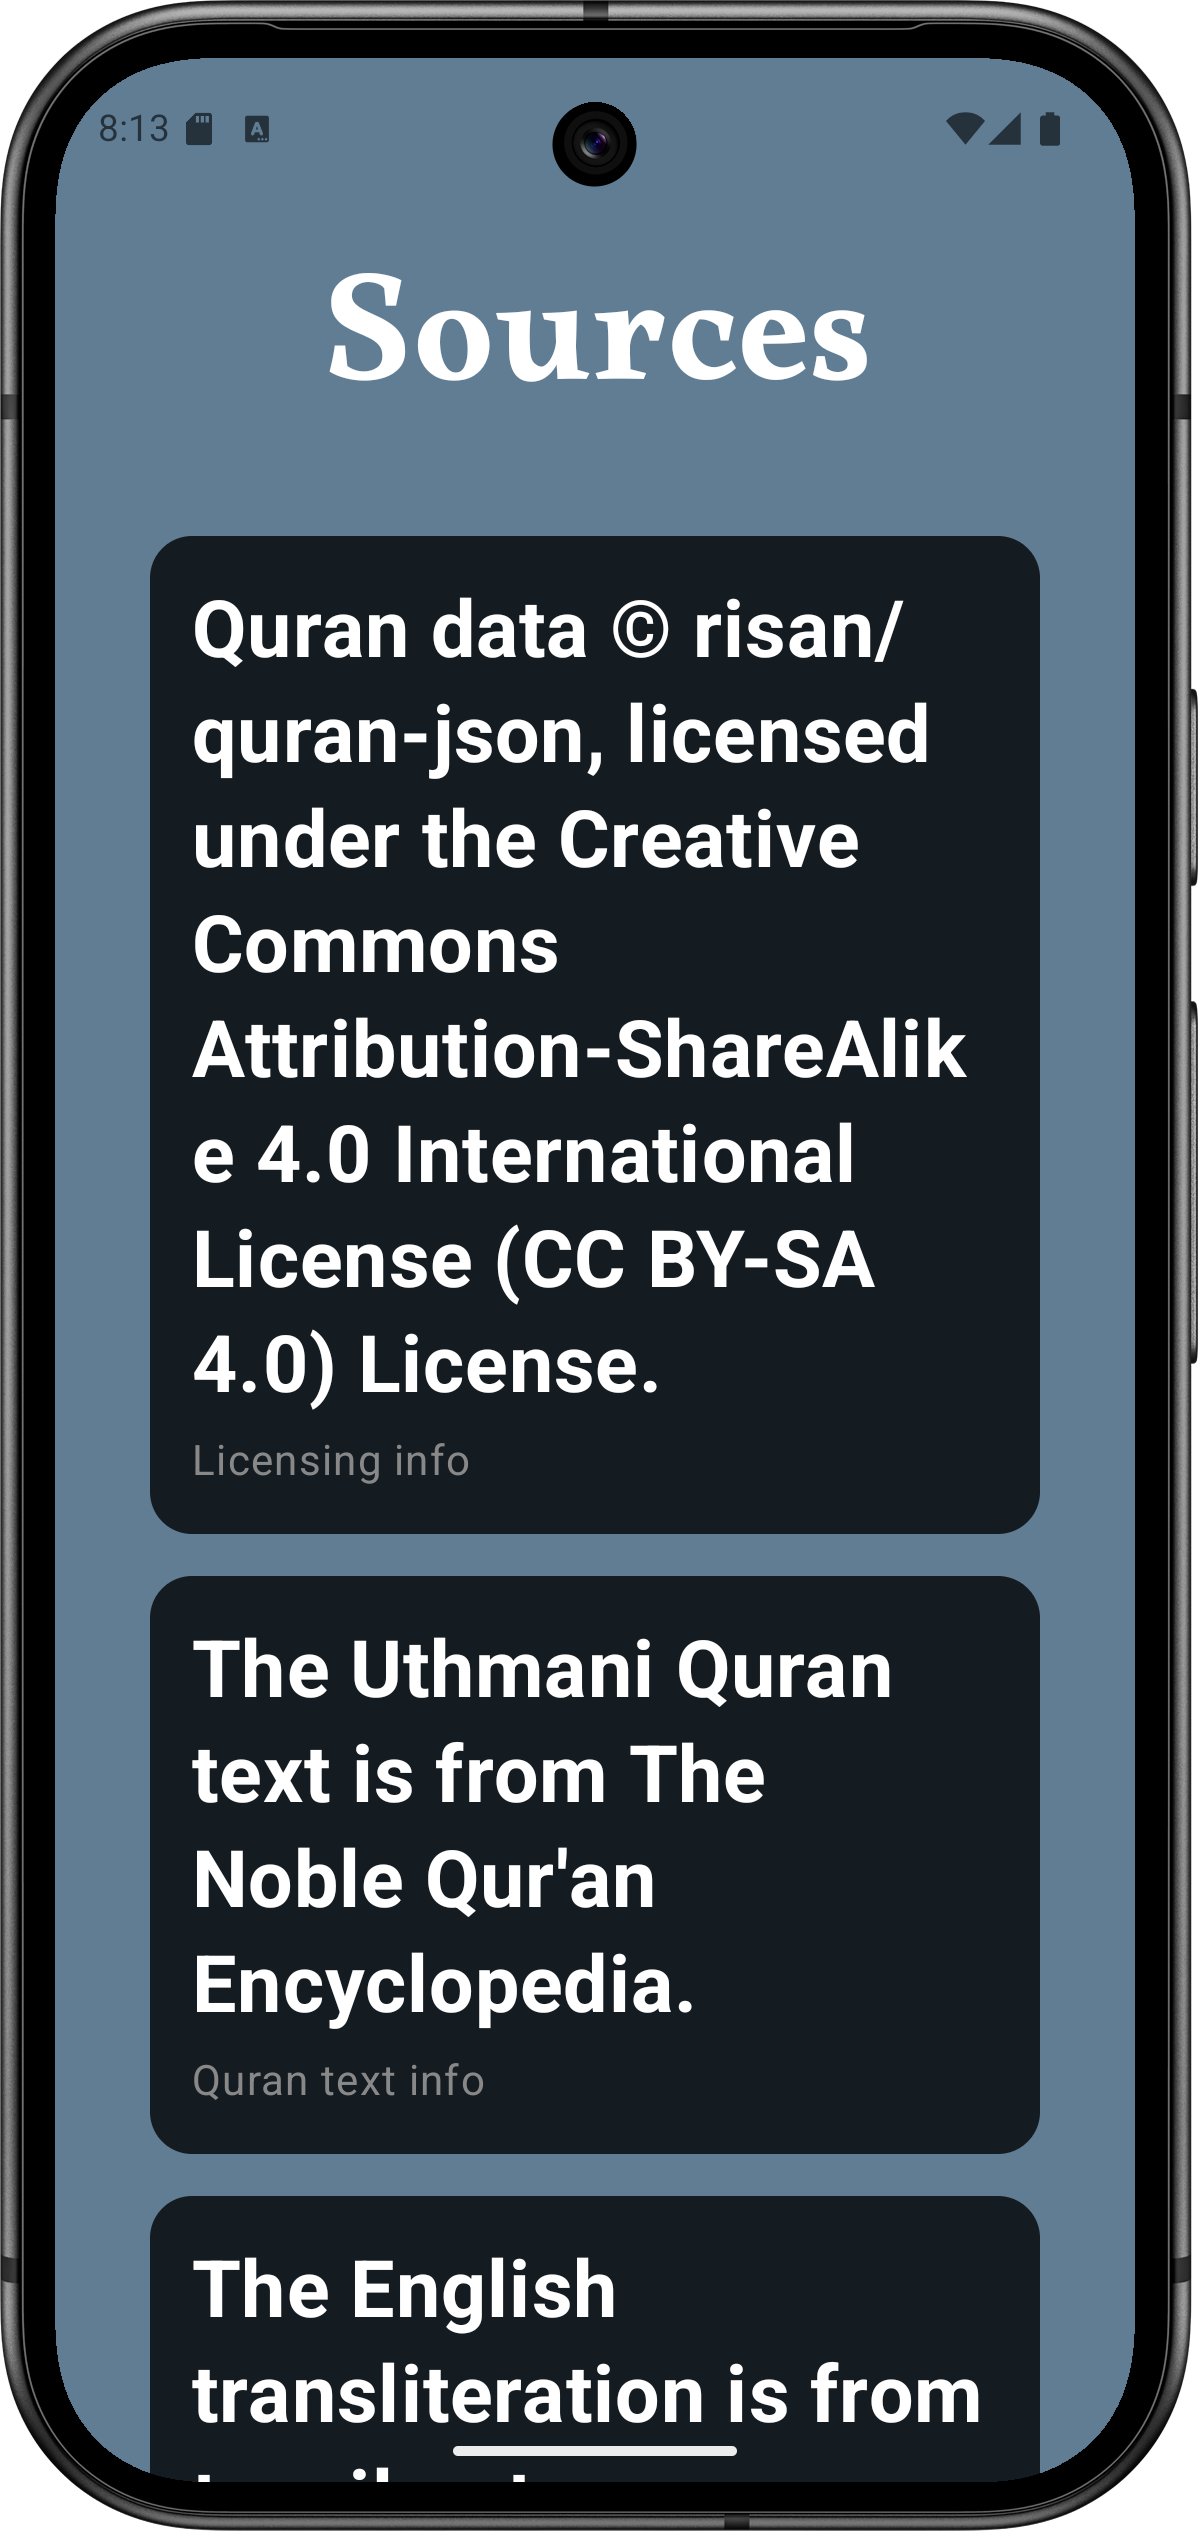 8:13
Sources
Quran data © risan/
quran-json, licensed
under the Creative
Commons
Attribution-ShareAlik
e 4.0 International
License (CC BY-SA
4.0) License.
Licensing info
The Uthmani Quran
text is from The
Noble Qur'an
Encyclopedia.
Quran text info
The English
transliteration is from